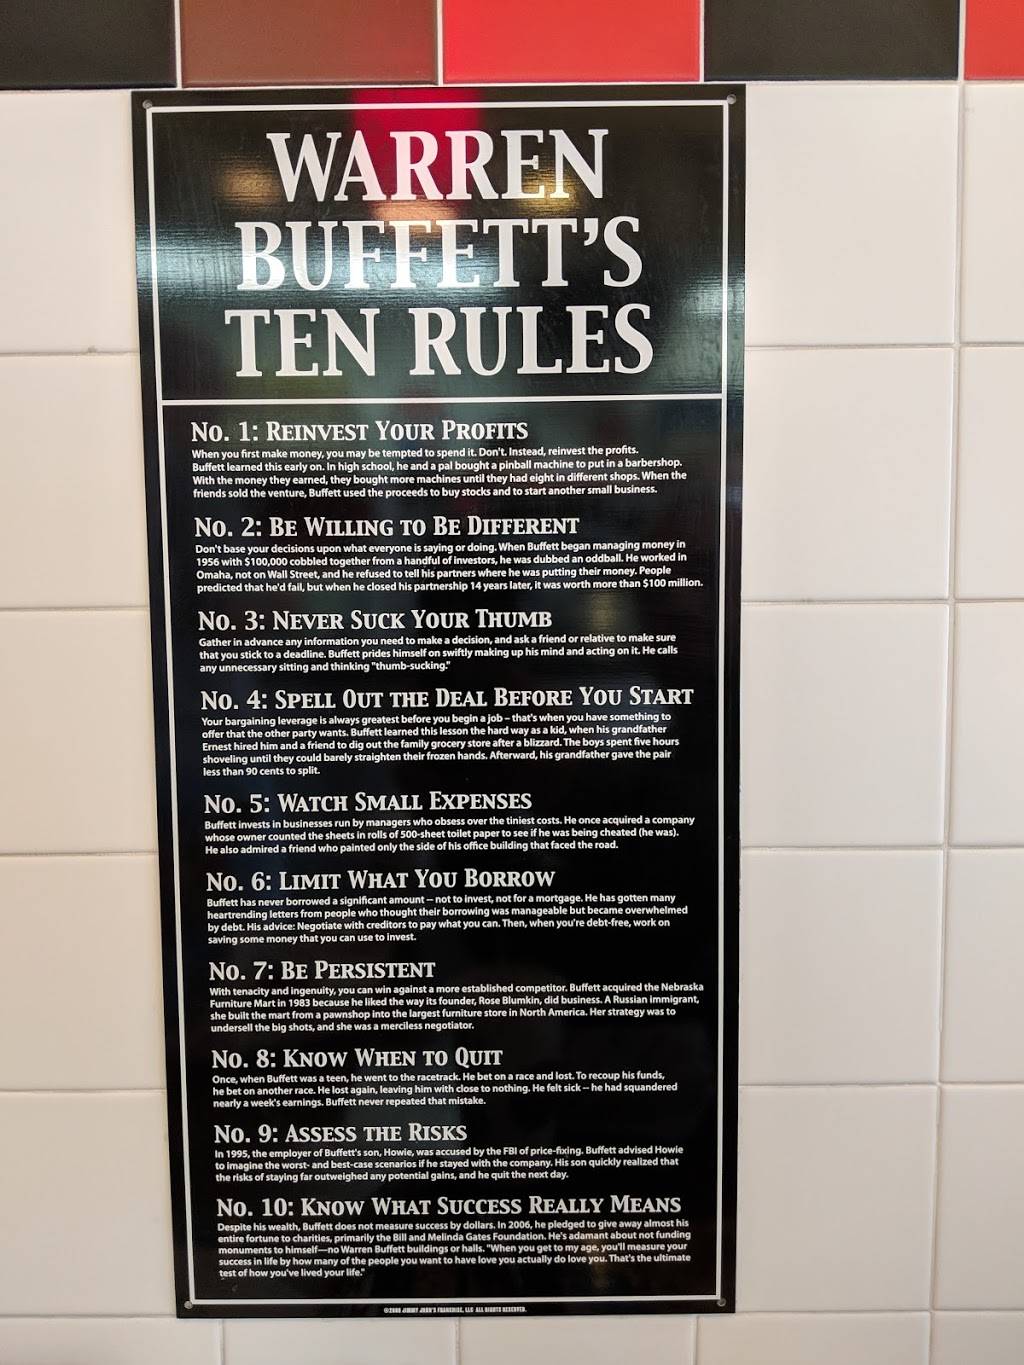 WARREN
BUFFETT'S
TEN RULES
No. 1: REINVEST YOUR PROFITS
When you first make money, you may be tempted to spend it. Don't. Instead, reinvest the profits.
Buffett learned this early on. In high school, he and a pal bought a pinball machine to put in a barbershop.
With the money they earned, they bought more machines until they had eight in different shops. When the
friends sold the venture, Buffett used the proceeds to buy stocks and to start another small business.
No. 2: BE WILLING TO BE DIFFERENT
Don't base your decisions upon what everyone is saying or doing. When Buffett began managing money in
1956 with $100,000 cobbled together from a handful of investors, he was dubbed an oddball. He worked in
Omaha, not on Wall Street, and he refused to tell his partners where he was putting their money. People
predicted that he'd fail, but when he closed his partnership 14 years later, it was worth more than $100 million.
No. 3: NEVER SUCK YOUR THUMB
Gather in advance any information you need to make a decision, and ask a friend or relative to make sure
that you stick to a deadline. Buffett prides himself on swiftly making up his mind and acting on it. He calls
any unnecessary sitting and thinking "thumb-sucking."
No. 4: SPELL OUT THE DEAL BEFORE YOU START
Your bargaining leverage is always greatest before you begin a job – that's when you have something to
offer that the other party wants. Buffett learned this lesson the hard way as a kid, when his grandfather
Ernest hired him and a friend to dig out the family grocery store after a blizzard. The boys spent five hours
shoveling until they could barely straighten their frozen hands. Afterward, his grandfather gave the pair
less than 90 cents to split.
No. 5: WATCH SMALL EXPENSES
Buffett invests in businesses run by managers who obsess over the tiniest costs. He once acquired a company
whose owner counted the sheets in rolls of 500-sheet toilet paper to see if he was being cheated (he was).
He also admired a friend who painted only the side of his office building that faced the road.
No. 6: LIMIT WHAT YOU BORROW
Buffett has never borrowed a significant amount – not to invest, not for a mortgage. He has gotten many
heartrending letters from people who thought their borrowing was manageable but became overwhelmed
by debt. His advice: Negotiate with creditors to pay what you can. Then, when you're debt-free, work on
saving some money that you can use to invest.
No. 7: BE PERSISTENT
With tenacity and ingenuity, you can win against a more established competitor. Buffett acquired the Nebraska
Furniture Mart in 1983 because he liked the way its founder, Rose Blumkin, did business. A Russian immigrant,
she built the mart from a pawnshop into the largest furniture store in North America. Her strategy was to
undersell the big shots, and she was a merciless negotiator.
No. 8: KNOW WHEN TO QUIT
Once, when Buffett was a teen, he went to the racetrack. He bet on a race and lost. To recoup his funds,
he bet on another race. He lost again, leaving him with close to nothing. He felt sick – he had squandered
nearly a week's earnings. Buffett never repeated that mistake.
No. 9: ASSESS THE RISKS
In 1995, the employer of Buffett's son, Howie, was accused by the FBI of price-fixing. Buffett advised Howie
to imagine the worst- and best-case scenarios if he stayed with the company. His son quickly realized that
the risks of staying far outweighed any potential gains, and he quit the next day.
No. 10: KNOW WHAT SUCCESS REALLY MEANS
Despite his wealth, Buffett does not measure success by dollars. In 2006, he pledged to give away almost his
entire fortune to charities, primarily the Bill and Melinda Gates Foundation. He's adamant about not funding
monuments to himself—no Warren Buffett buildings or halls. "When you get to my age, you'll measure your
success in life by how many of the people you want to have love you actually do love you. That's the ultimate
test of how you've lived your life."
©2008 JIMMY JOHN'S FRANCHISE, LLC ALL RIGHTS RESERVED.